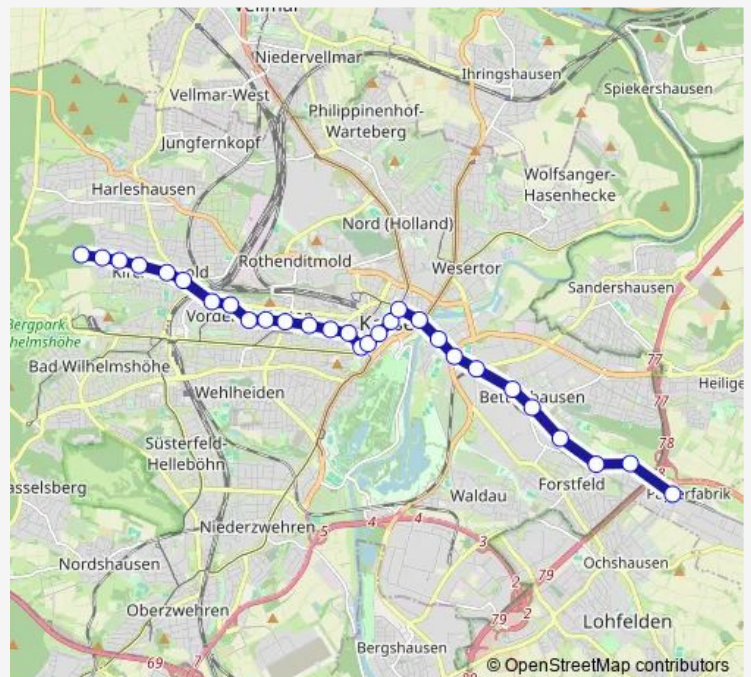 Vellmar
Niedervellmar
Ihringshausen
Spiekershausen
Vellmar-West
Philippinenhof-
Warteberg
Jungfernkopf
Wolfsanger-
Hasenhecke
Harleshausen
Nord (Holland)
Rothenditmold
Wesertor
Sandershausen
Bergpark
helmshöhe
Bad Wilhelmshöhe
77
Wehlheiden
Heilige
77
Süsterfeld-
Helleböhn
78
asselsberg
Waldau
Forstfeld
Niederzwehren
5
4
4
3
Nordshausen
2
79
Ochshausen
Oberzwehren
79
2
Lohfelden
Bergshausen
69
7
80
© OpenStreetMap contributors